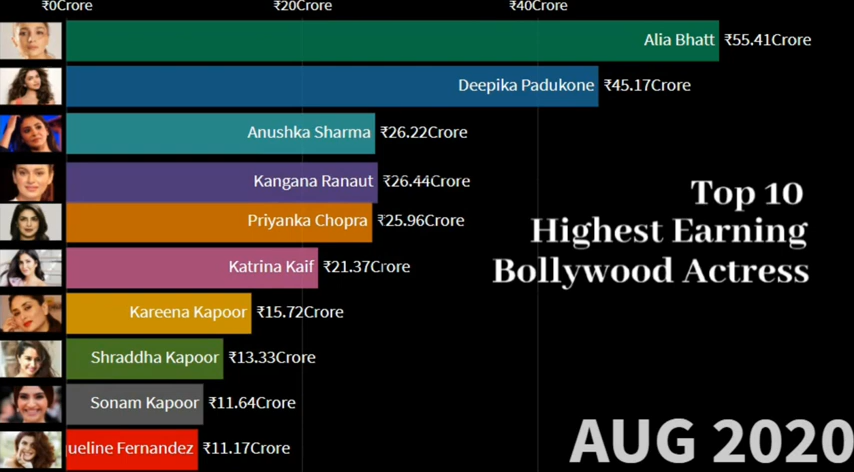 ₹0Crore ₹20Crore ₹40Crore
Alia Bhatt ₹55.41Crore
Deepika Padukone ₹45.17Crore
Anushka Sharma ₹26.22Crore
Kangana Ranaut ₹26.44Crore
Priyanka Chopra ₹25.96Crore
Katrina Kaif ₹21.37Crore
Kareena Kapoor ₹15.72Crore
Shraddha Kapoor ₹13.33Crore
Sonam Kapoor ₹11.64Crore
queline Fernandez ₹11.17Crore
Top 10
Highest Earning
Bollywood Actress
AUG 2020